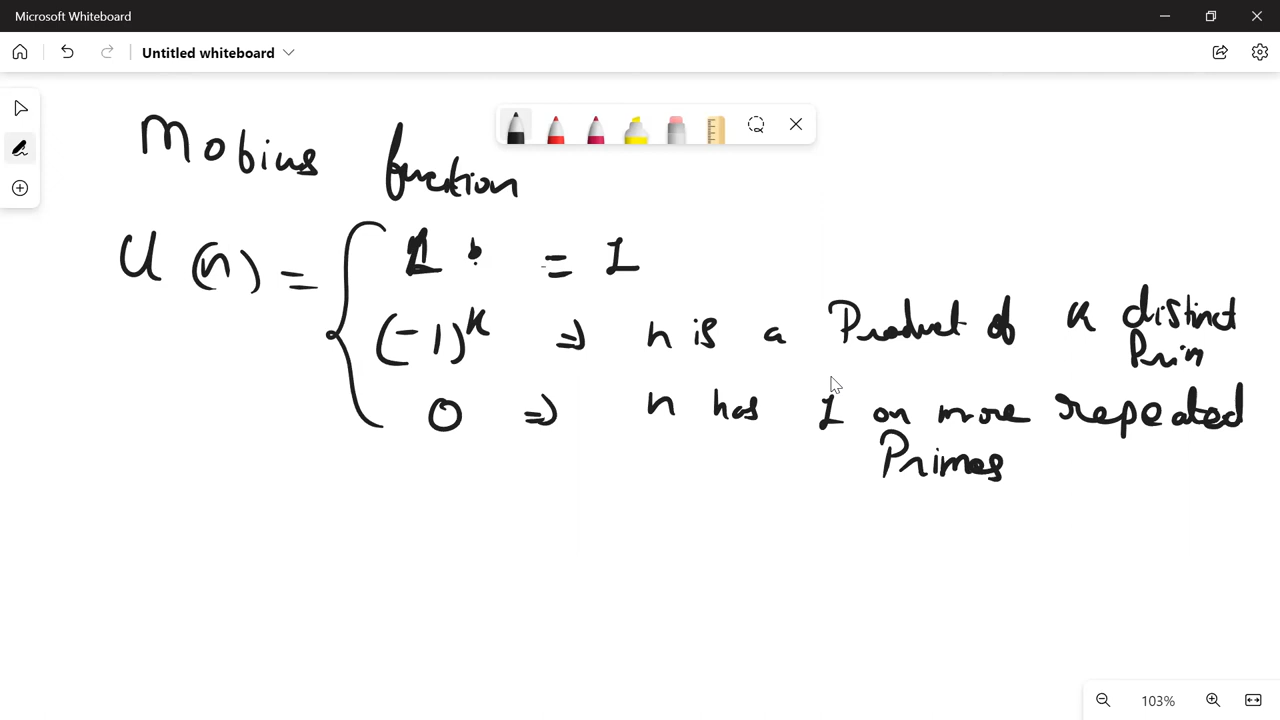 Microsoft Whiteboard
Untitled whiteboard
Mobius function
U (n) = { 1 = 1
(-1)^k ⇒ n is a Product of k distinct
Prim
0 ⇒ n has 1 or more repeated
Primes
103%